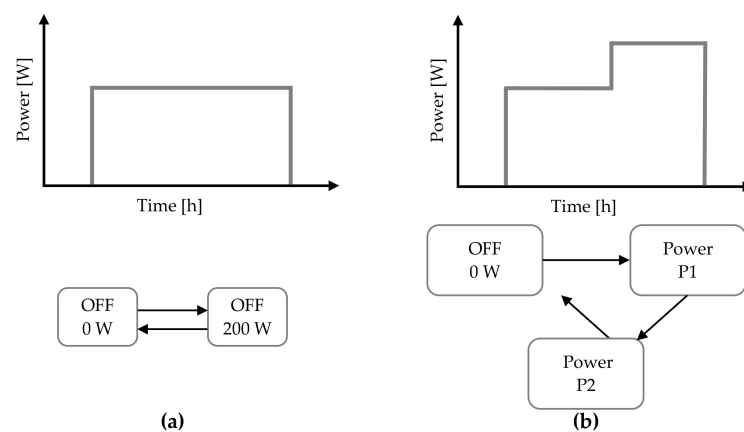 Power [W]
Time [h]
OFF
0 W
OFF
200 W
(a)
Power [W]
Time [h]
OFF
0 W
Power
P1
Power
P2
(b)